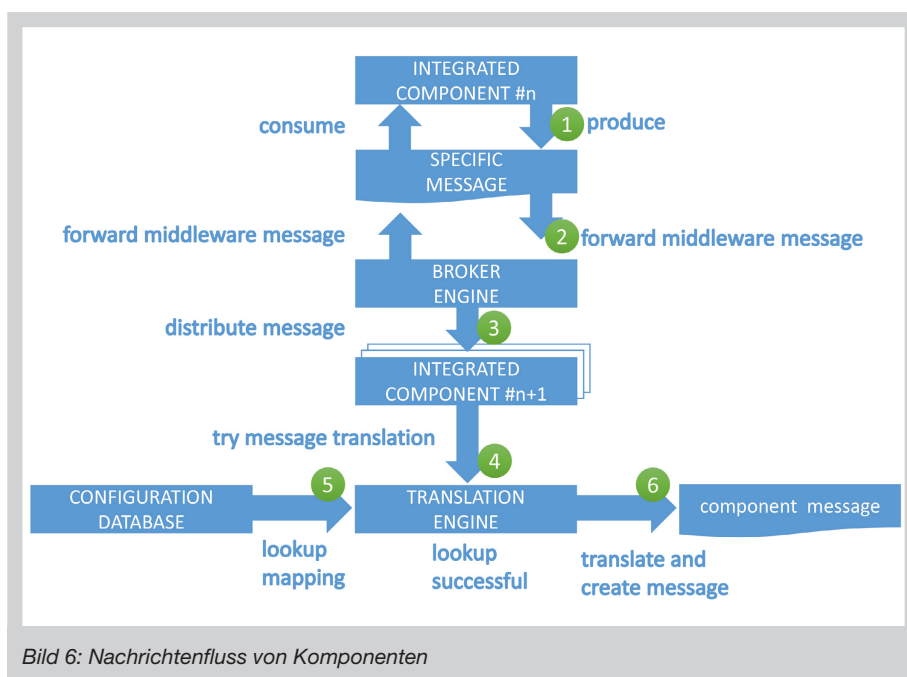 INTEGRATED
COMPONENT #n
consume
1
produce
SPECIFIC
MESSAGE
forward middleware message
2
forward middleware message
BROKER
ENGINE
distribute message
3
INTEGRATED
COMPONENT #n+1
try message translation
4
5
6
CONFIGURATION
DATABASE
TRANSLATION
ENGINE
component message
lookup
mapping
lookup
successful
translate and
create message
Bild 6: Nachrichtenfluss von Komponenten